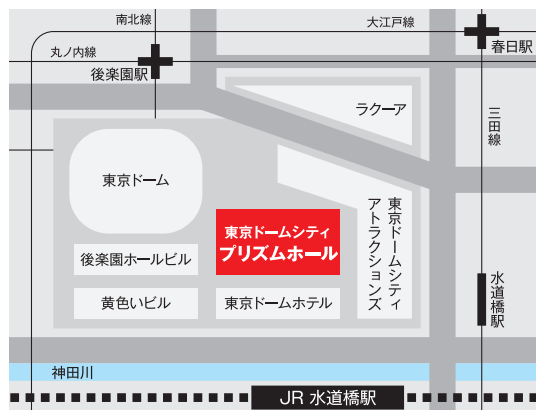 南北線
大江戸線
丸ノ内線
春日駅
後楽園駅
ラクーア
三田線
東京ドーム
東京ドームシティ
アトラクションズ
東京ドームシティ
プリズムホール
後楽園ホールビル
黄色いビル
東京ドームホテル
水道橋駅
神田川
JR 水道橋駅